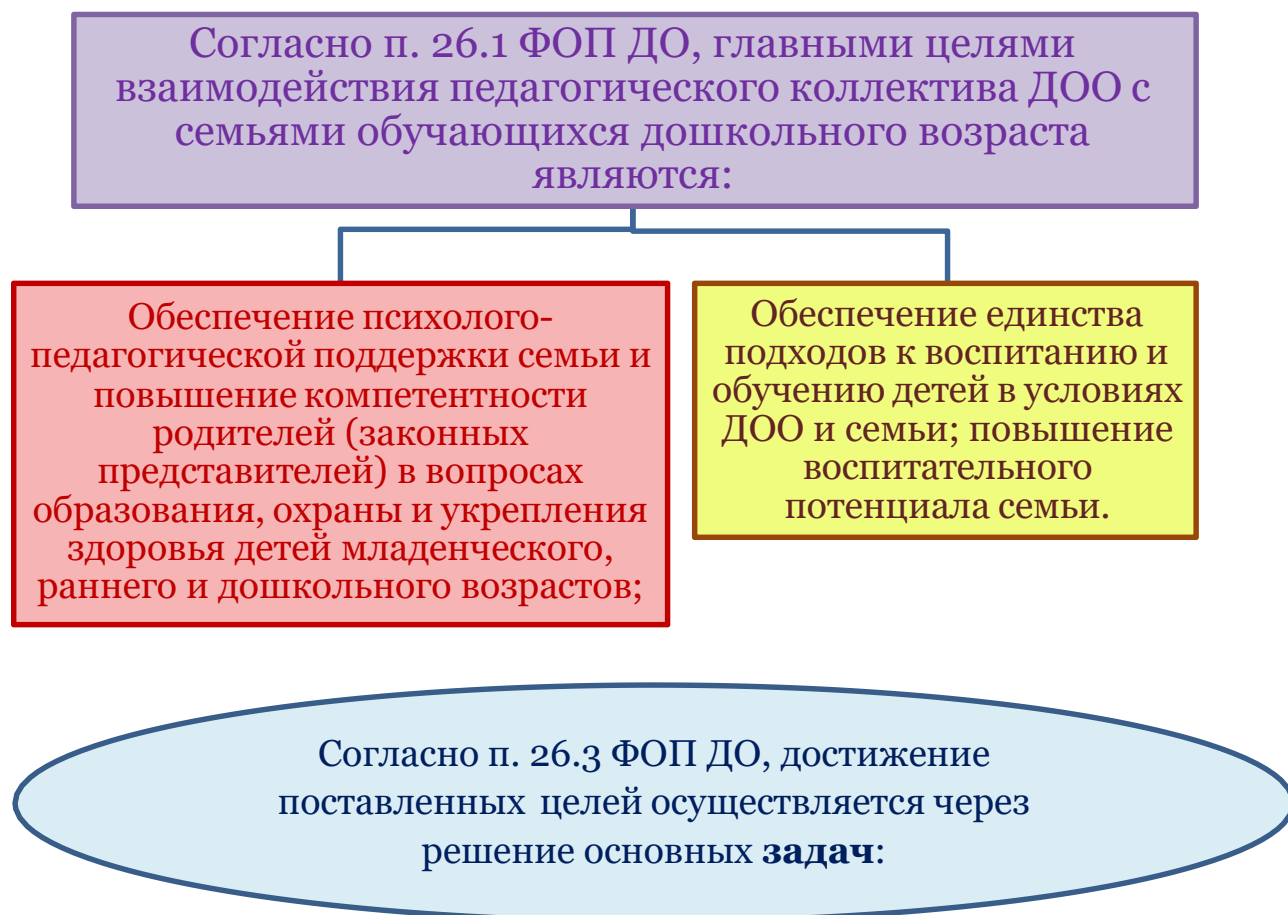 Согласно п. 26.1 ФОП ДО, главными целями
взаимодействия педагогического коллектива ДОО с
семьями обучающихся дошкольного возраста
являются:
Обеспечение психолого-
педагогической поддержки семьи и
повышение компетентности
родителей (законных
представителей) в вопросах
образования, охраны и укрепления
здоровья детей младенческого,
раннего и дошкольного возрастов;
Обеспечение единства
подходов к воспитанию и
обучению детей в условиях
ДОО и семьи; повышение
воспитательного
потенциала семьи.
Согласно п. 26.3 ФОП ДО, достижение
поставленных целей осуществляется через
решение основных задач: